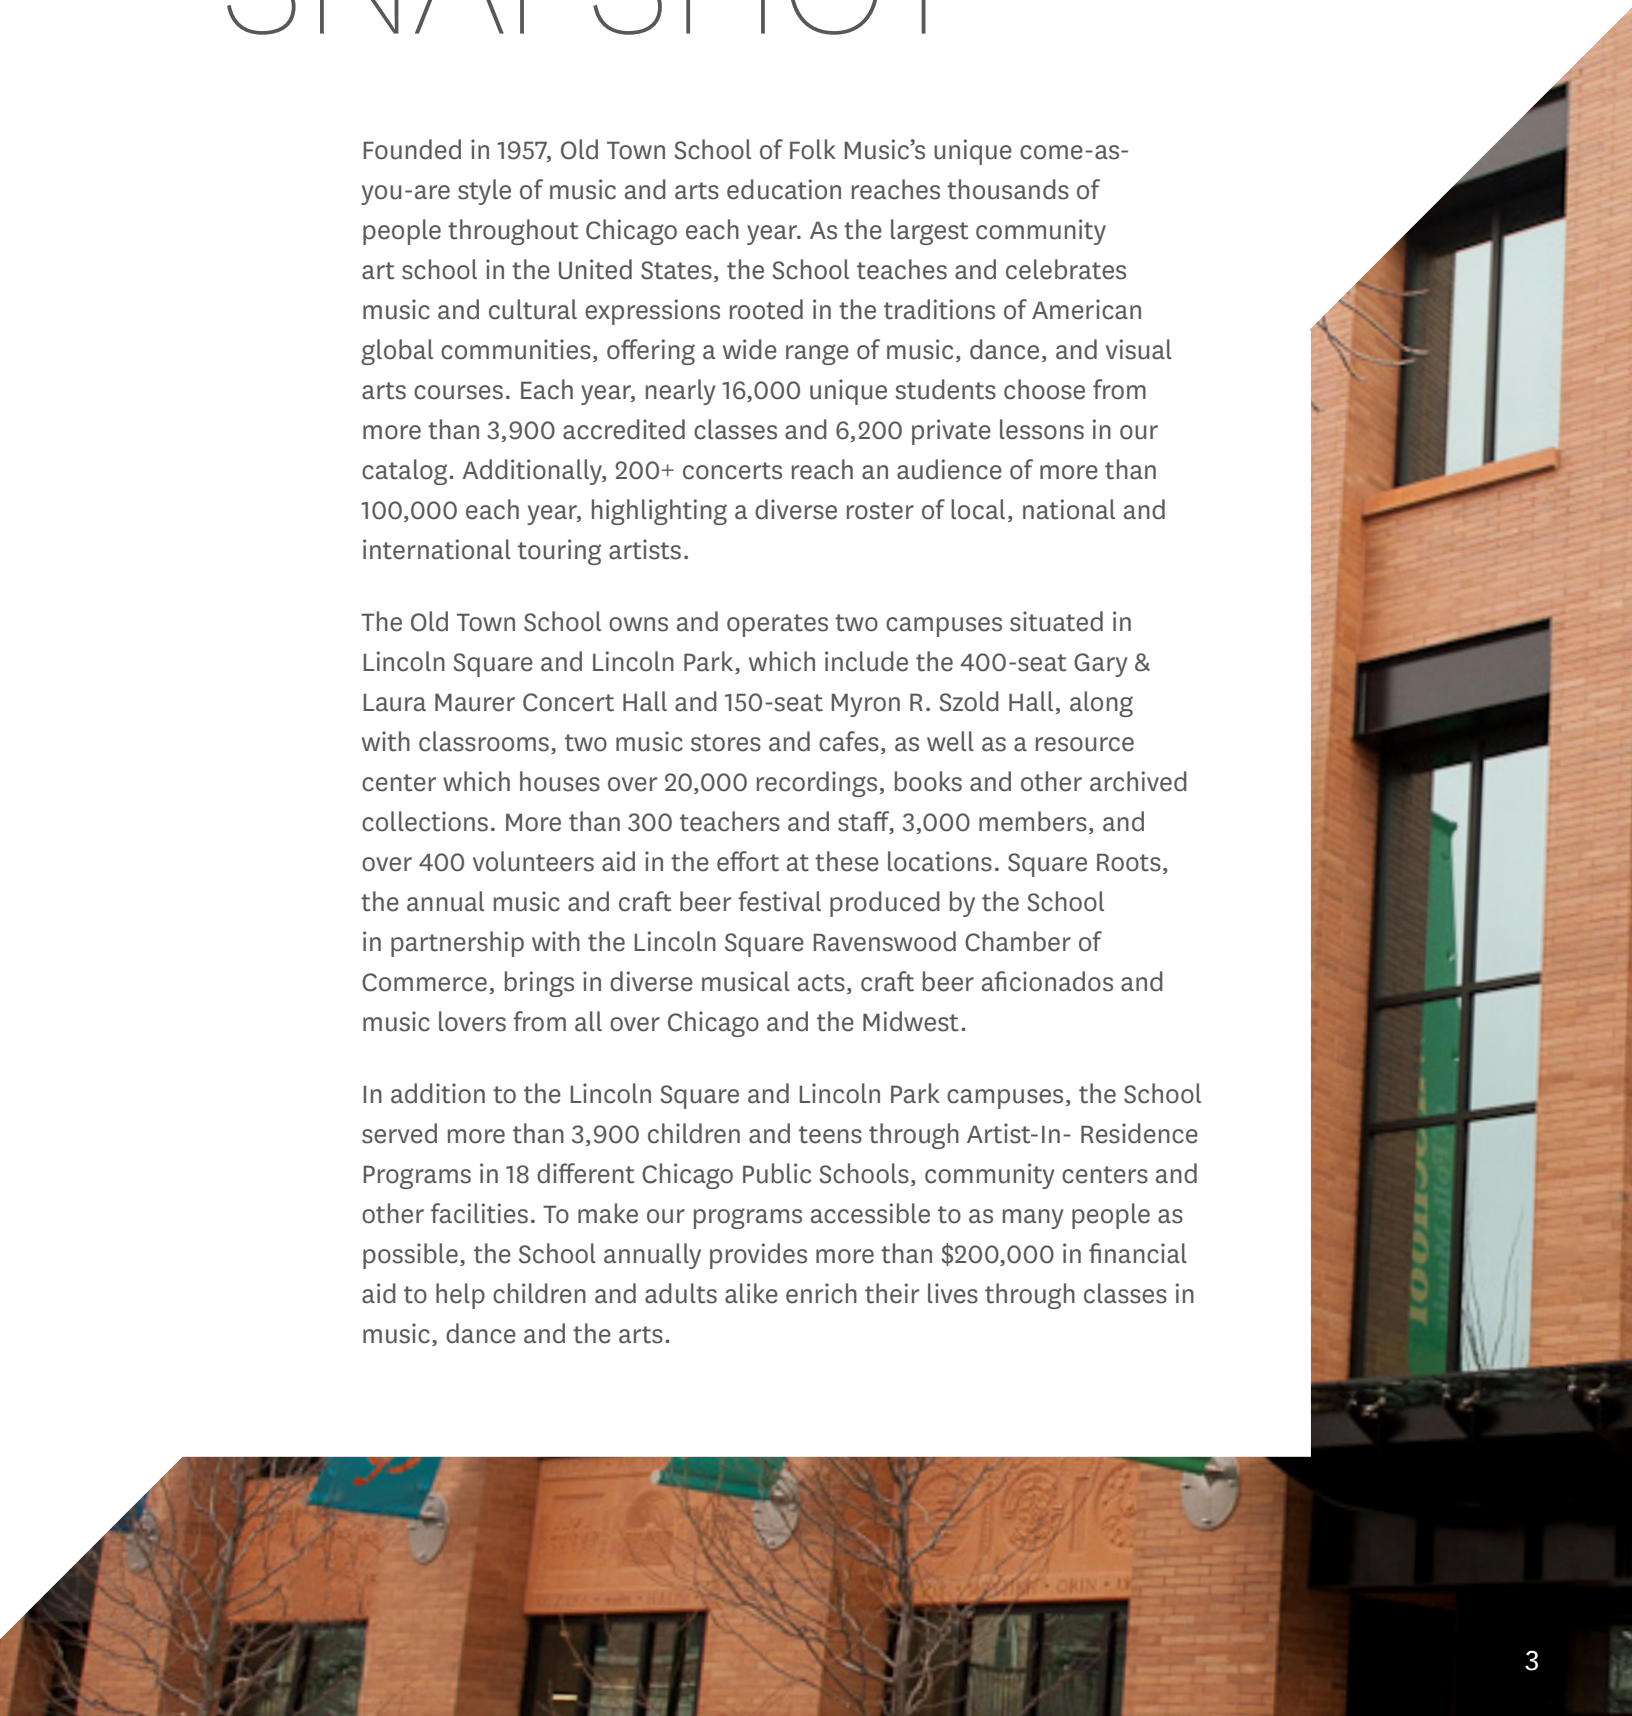 SNAPSHOT
Founded in 1957, Old Town School of Folk Music’s unique come-as-
you-are style of music and arts education reaches thousands of
people throughout Chicago each year. As the largest community
art school in the United States, the School teaches and celebrates
music and cultural expressions rooted in the traditions of American
global communities, offering a wide range of music, dance, and visual
arts courses. Each year, nearly 16,000 unique students choose from
more than 3,900 accredited classes and 6,200 private lessons in our
catalog. Additionally, 200+ concerts reach an audience of more than
100,000 each year, highlighting a diverse roster of local, national and
international touring artists.
The Old Town School owns and operates two campuses situated in
Lincoln Square and Lincoln Park, which include the 400-seat Gary &
Laura Maurer Concert Hall and 150-seat Myron R. Szold Hall, along
with classrooms, two music stores and cafes, as well as a resource
center which houses over 20,000 recordings, books and other archived
collections. More than 300 teachers and staff, 3,000 members, and
over 400 volunteers aid in the effort at these locations. Square Roots,
the annual music and craft beer festival produced by the School
in partnership with the Lincoln Square Ravenswood Chamber of
Commerce, brings in diverse musical acts, craft beer aficionados and
music lovers from all over Chicago and the Midwest.
In addition to the Lincoln Square and Lincoln Park campuses, the School
served more than 3,900 children and teens through Artist-In- Residence
Programs in 18 different Chicago Public Schools, community centers and
other facilities. To make our programs accessible to as many people as
possible, the School annually provides more than $200,000 in financial
aid to help children and adults alike enrich their lives through classes in
music, dance and the arts.
3